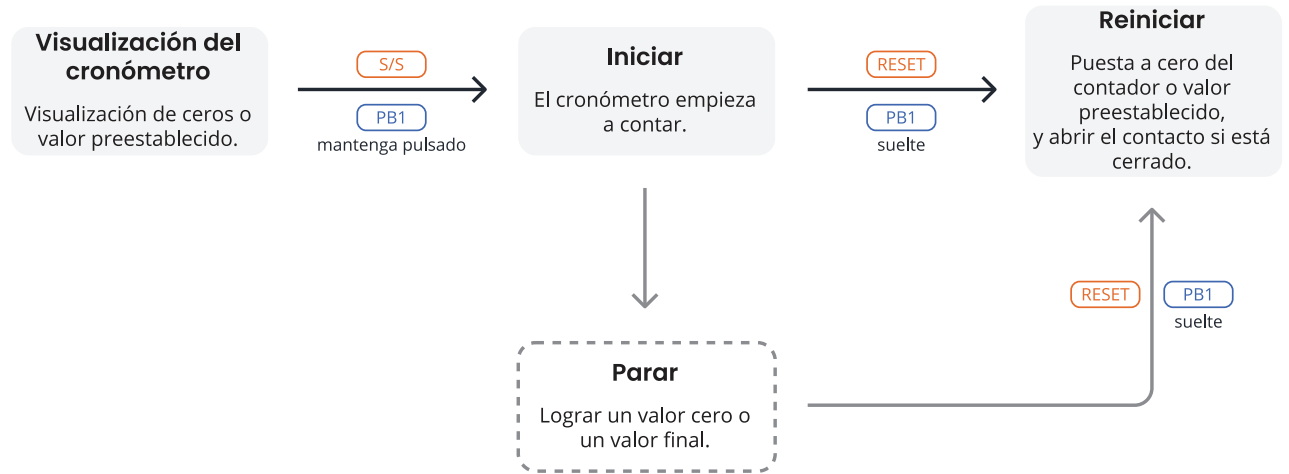 Visualización del
cronómetro
Visualización de ceros o
valor preestablecido.
S/S
PB1
mantenga pulsado
Iniciar
El cronómetro empieza
a contar.
RESET
PB1
suelte
Reiniciar
Puesta a cero del
contador o valor
preestablecido,
y abrir el contacto si está
cerrado.
RESET
PB1
suelte
Parar
Lograr un valor cero o
un valor final.